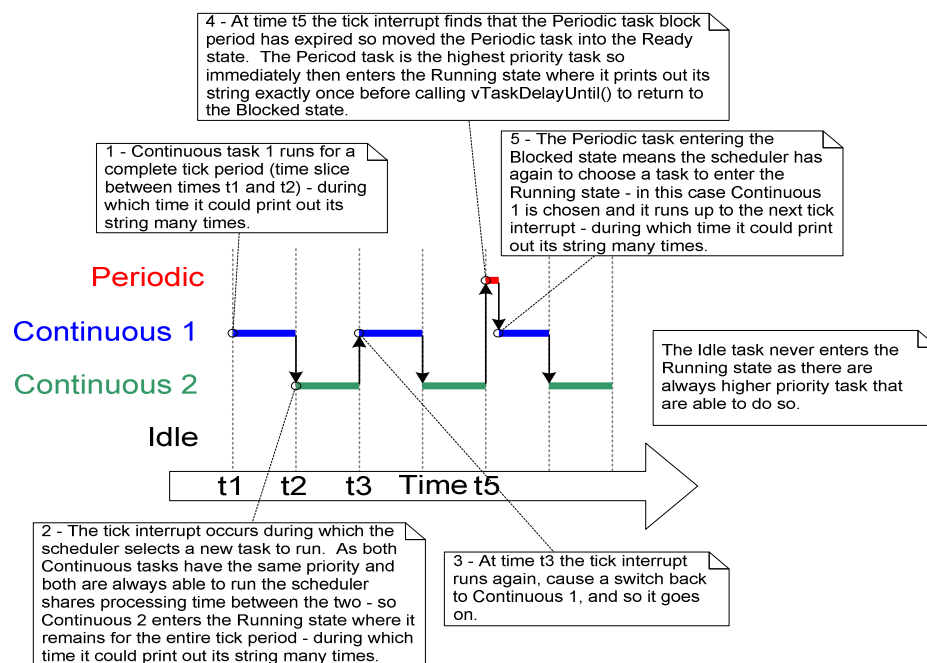 4 - At time t5 the tick interrupt finds that the Periodic task block
period has expired so moved the Periodic task into the Ready
state.  The Pericod task is the highest priority task so
immediately then enters the Running state where it prints out its
string exactly once before calling vTaskDelayUntil() to return to
the Blocked state.
1 - Continuous task 1 runs for a
complete tick period (time slice
between times t1 and t2) - during
which time it could print out its
string many times.
5 - The Periodic task entering the
Blocked state means the scheduler has
again to choose a task to enter the
Running state - in this case Continuous
1 is chosen and it runs up to the next tick
interrupt - during which time it could print
out its string many times.
Periodic
Continuous 1
Continuous 2
Idle
The Idle task never enters the
Running state as there are
always higher priority task that
are able to do so.
t1 t2 t3 Time t5
2 - The tick interrupt occurs during which the
scheduler selects a new task to run.  As both
Continuous tasks have the same priority and
both are always able to run the scheduler
shares processing time between the two - so
Continuous 2 enters the Running state where it
remains for the entire tick period - during which
time it could print out its string many times.
3 - At time t3 the tick interrupt
runs again, cause a switch back
to Continuous 1, and so it goes
on.